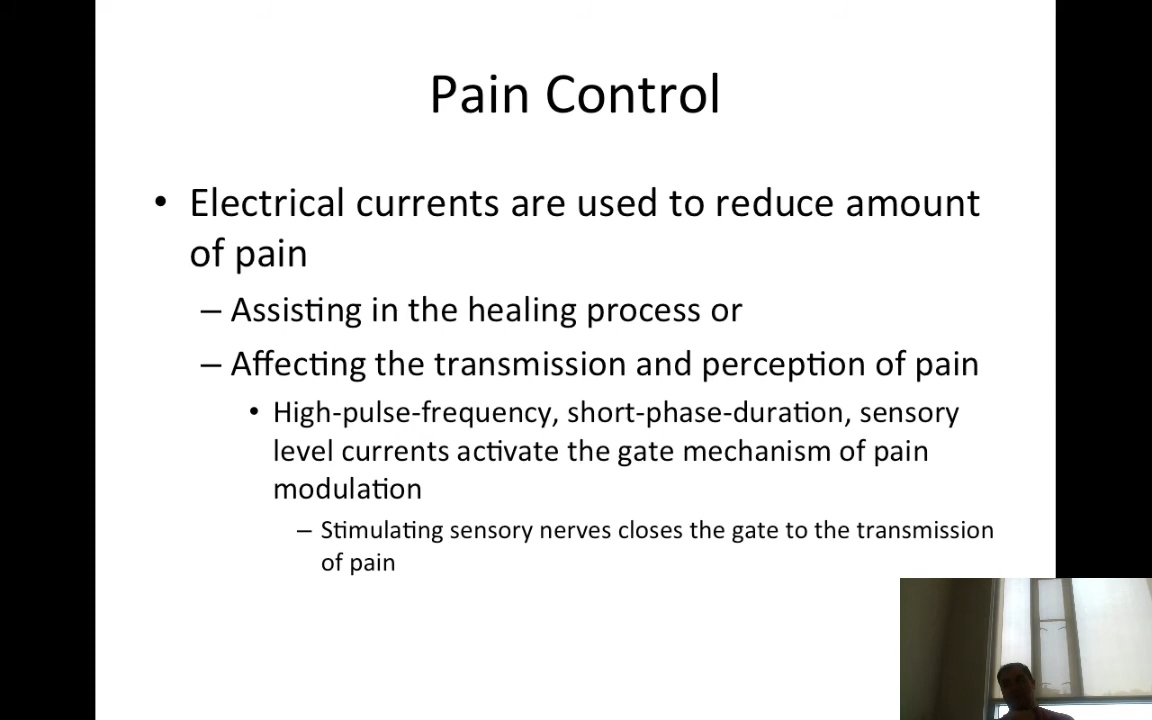 Pain Control
• Electrical currents are used to reduce amount
of pain
– Assisting in the healing process or
– Affecting the transmission and perception of pain
• High-pulse-frequency, short-phase-duration, sensory
level currents activate the gate mechanism of pain
modulation
– Stimulating sensory nerves closes the gate to the transmission
of pain